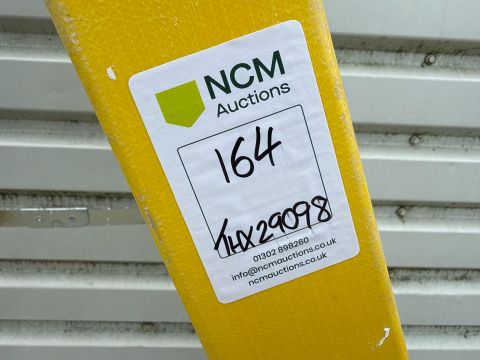 NCM
Auctions
164
THX29098
01302 898260
info@ncmauctions.co.uk
ncmauctions.co.uk